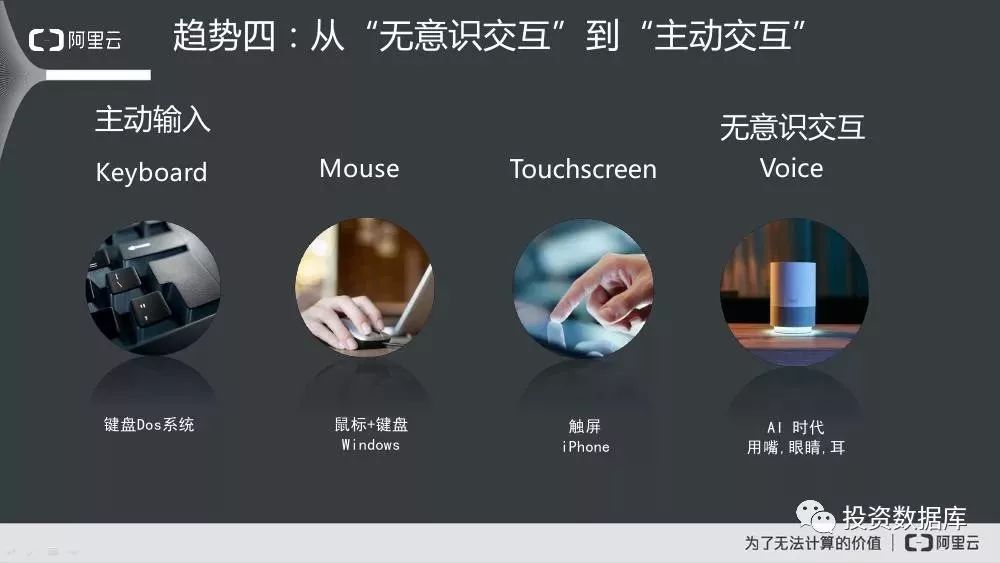 阿里云
趋势四：从“无意识交互”到“主动交互”
主动输入
无意识交互
Keyboard
Mouse
Touchscreen
Voice
键盘Dos系统
鼠标+键盘
Windows
触屏
iPhone
AI 时代
用嘴,眼睛,耳
投资数据库
为了无法计算的价值
阿里云